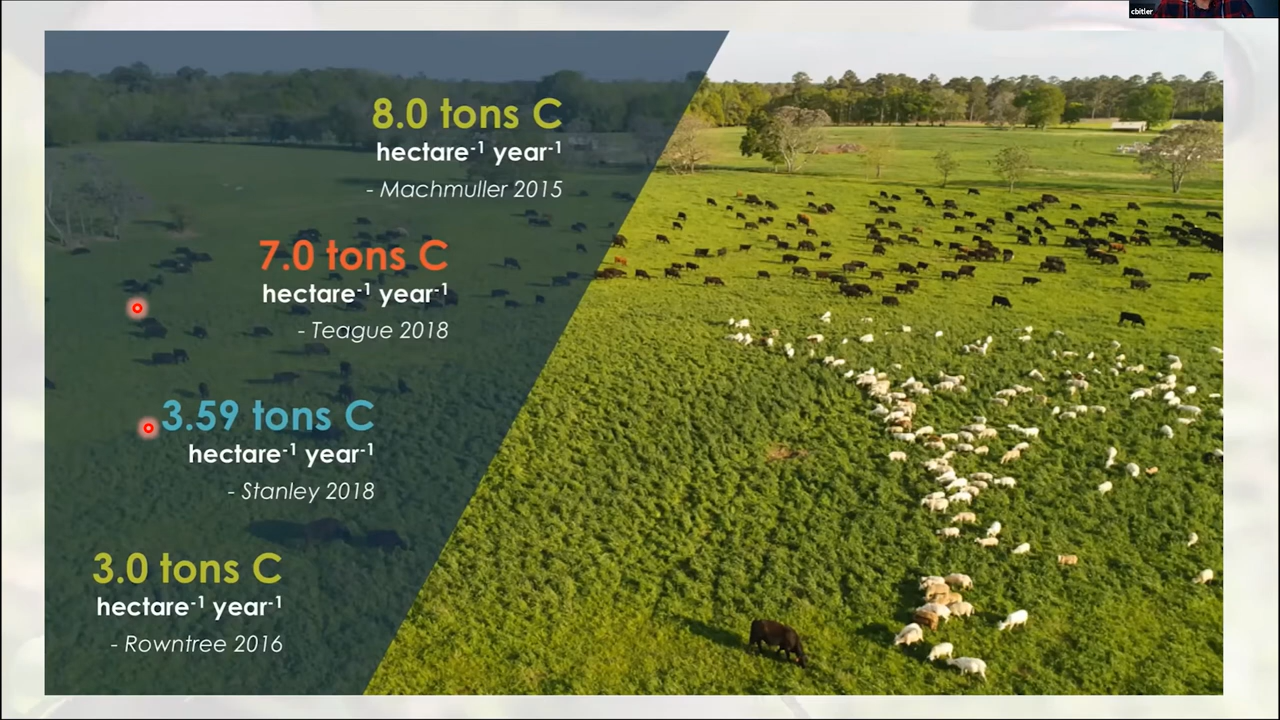 cbitler
8.0 tons C
hectare⁻¹ year⁻¹
- Machmuller 2015
7.0 tons C
hectare⁻¹ year⁻¹
- Teague 2018
3.59 tons C
hectare⁻¹ year⁻¹
- Stanley 2018
3.0 tons C
hectare⁻¹ year⁻¹
- Rowntree 2016